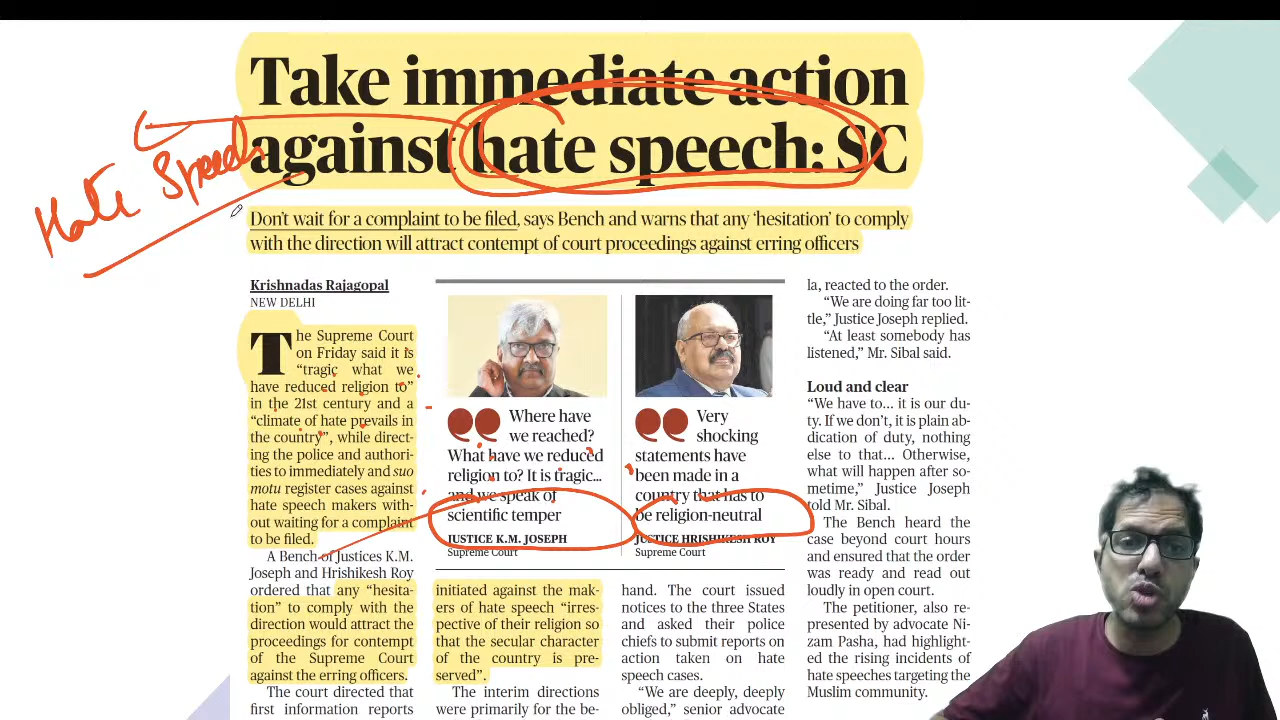 Take immediate action
against hate speech: SC
Hate Speech
Don't wait for a complaint to be filed, says Bench and warns that any ‘hesitation’ to comply
with the direction will attract contempt of court proceedings against erring officers
Krishnadas Rajagopal
NEW DELHI
The Supreme Court
on Friday said it is
“tragic what we
have reduced religion to”
in the 21st century and a
“climate of hate prevails in
the country”, while direct-
ing the police and authori-
ties to immediately and suo
motu register cases against
hate speech makers with-
out waiting for a complaint
to be filed.
A Bench of Justices K.M.
Joseph and Hrishikesh Roy
ordered that any “hesita-
tion” to comply with the
direction would attract the
proceedings for contempt
of the Supreme Court
against the erring officers.
The court directed that
first information reports
Where have
we reached?
What have we reduced
religion to? It is tragic...
and we speak of
scientific temper
JUSTICE K.M. JOSEPH
Supreme Court
Very
shocking
statements have
been made in a
country that has to
be religion-neutral
JUSTICE HRISHIKESH ROY
Supreme Court
initiated against the mak-
ers of hate speech “irres-
pective of their religion so
that the secular character
of the country is pre-
served”.
The interim directions
were primarily for the be-
hand. The court issued
notices to the three States
and asked their police
chiefs to submit reports on
action taken on hate
speech cases.
“We are deeply, deeply
obliged,” senior advocate
la, reacted to the order.
“We are doing far too lit-
tle,” Justice Joseph replied.
“At least somebody has
listened,” Mr. Sibal said.
Loud and clear
“We have to... it is our du-
ty. If we don’t, it is plain ab-
dication of duty, nothing
else to that... Otherwise,
what will happen after so-
metime,” Justice Joseph
told Mr. Sibal.
The Bench heard the
case beyond court hours
and ensured that the order
was ready and read out
loudly in open court.
The petitioner, also re-
presented by advocate Ni-
zam Pasha, had highlight-
ed the rising incidents of
hate speeches targeting the
Muslim community.